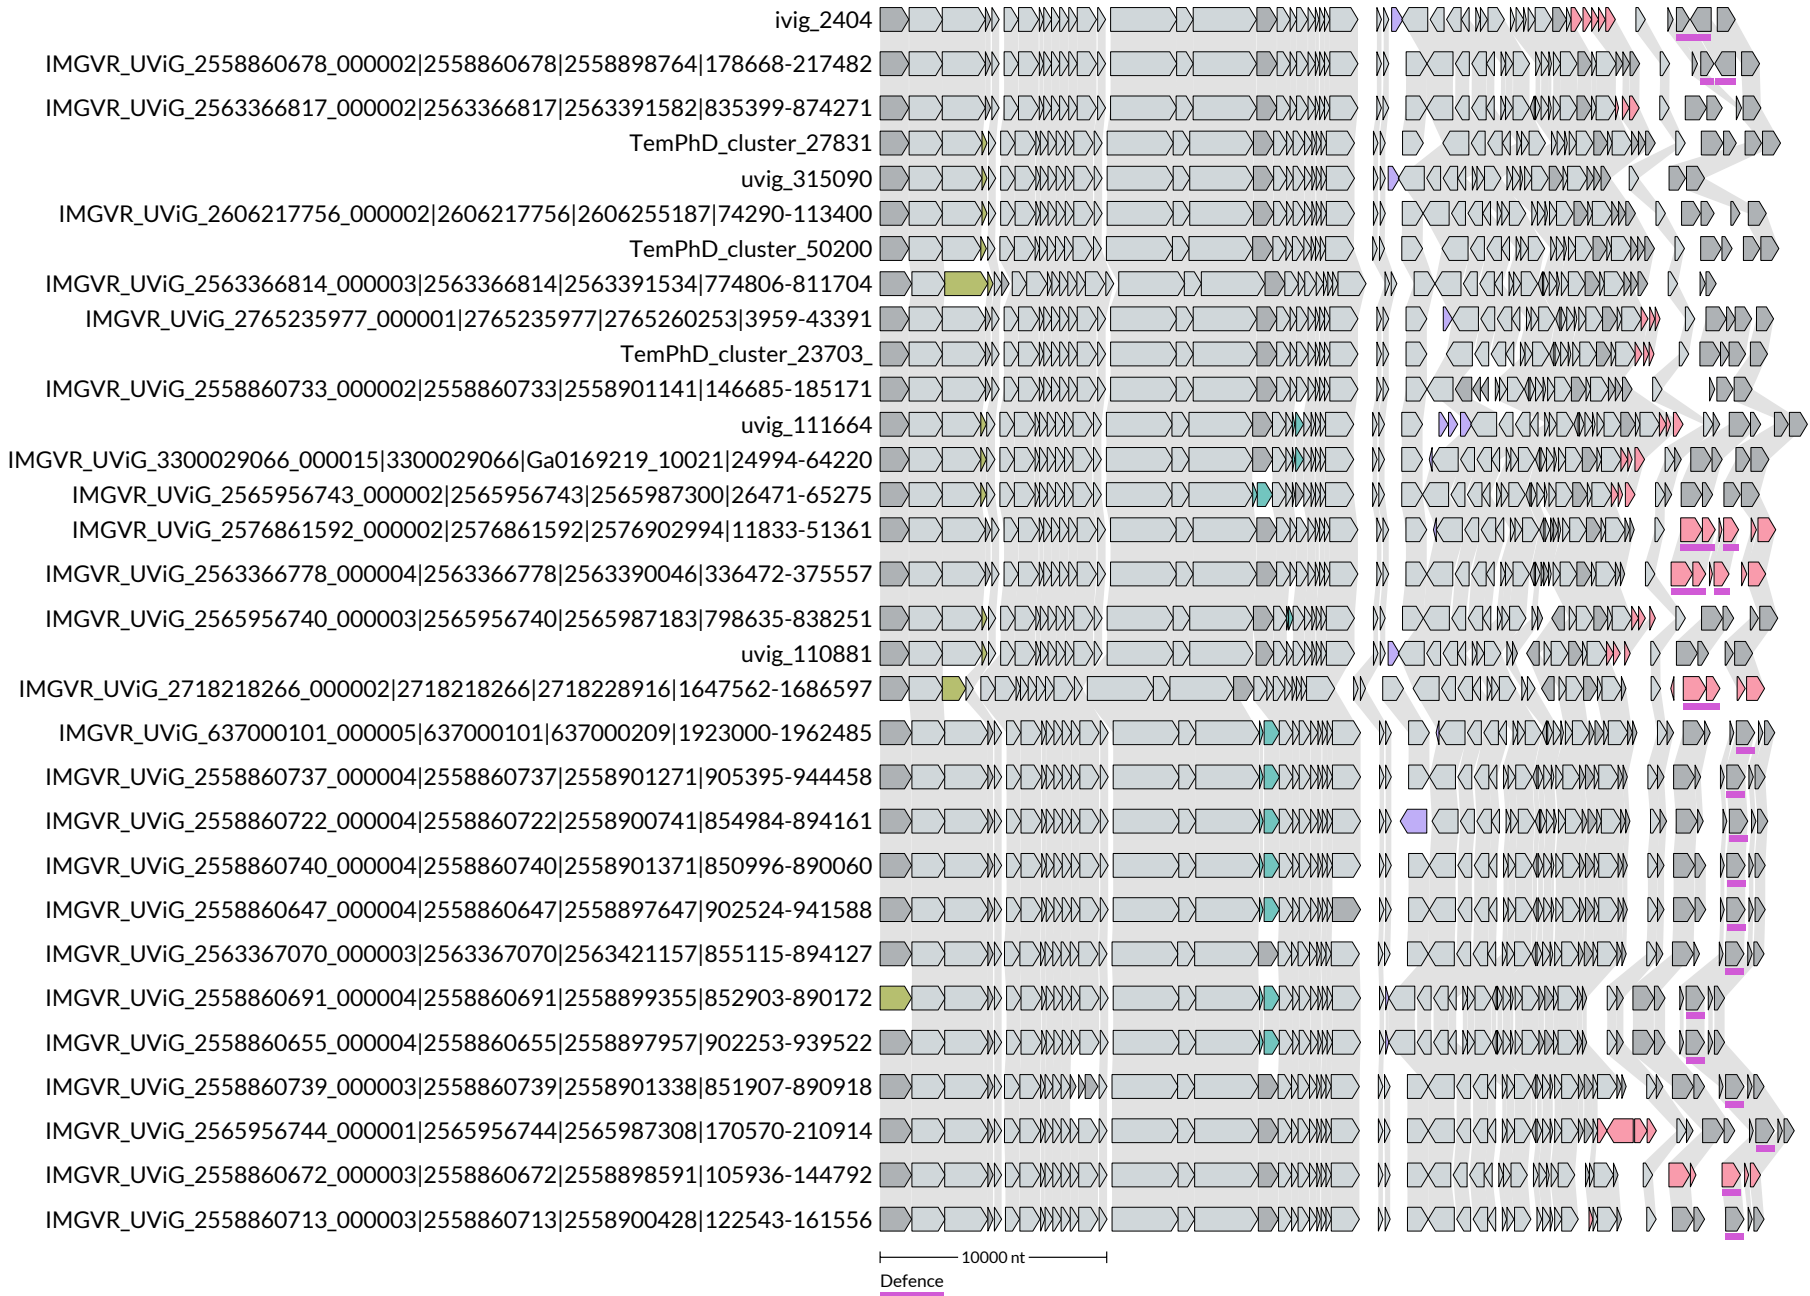 ivig_2404
IMGVR_UViG_2558860678_000002|2558860678|2558898764|178668-217482
IMGVR_UViG_2563366817_000002|2563366817|2563391582|835399-874271
TemPhD_cluster_27831
uvig_315090
IMGVR_UViG_2606217756_000002|2606217756|2606255187|74290-113400
TemPhD_cluster_50200
IMGVR_UViG_2563366814_000003|2563366814|2563391534|774806-811704
IMGVR_UViG_2765235977_000001|2765235977|2765260253|3959-43391
TemPhD_cluster_23703_
IMGVR_UViG_2558860733_000002|2558860733|2558901141|146685-185171
uvig_111664
IMGVR_UViG_3300029066_000015|3300029066|Ga0169219_10021|24994-64220
IMGVR_UViG_2565956743_000002|2565956743|2565987300|26471-65275
IMGVR_UViG_2576861592_000002|2576861592|2576902994|11833-51361
IMGVR_UViG_2563366778_000004|2563366778|2563390046|336472-375557
IMGVR_UViG_2565956740_000003|2565956740|2565987183|798635-838251
uvig_110881
IMGVR_UViG_2718218266_000002|2718218266|2718228916|1647562-1686597
IMGVR_UViG_637000101_000005|637000101|637000209|1923000-1962485
IMGVR_UViG_2558860737_000004|2558860737|2558901271|905395-944458
IMGVR_UViG_2558860722_000004|2558860722|2558900741|854984-894161
IMGVR_UViG_2558860740_000004|2558860740|2558901371|850996-890060
IMGVR_UViG_2558860647_000004|2558860647|2558897647|902524-941588
IMGVR_UViG_2563367070_000003|2563367070|2563421157|855115-894127
IMGVR_UViG_2558860691_000004|2558860691|2558899355|852903-890172
IMGVR_UViG_2558860655_000004|2558860655|2558897957|902253-939522
IMGVR_UViG_2558860739_000003|2558860739|2558901338|851907-890918
IMGVR_UViG_2565956744_000001|2565956744|2565987308|170570-210914
IMGVR_UViG_2558860672_000003|2558860672|2558898591|105936-144792
IMGVR_UViG_2558860713_000003|2558860713|2558900428|122543-161556
10000 nt
Defence